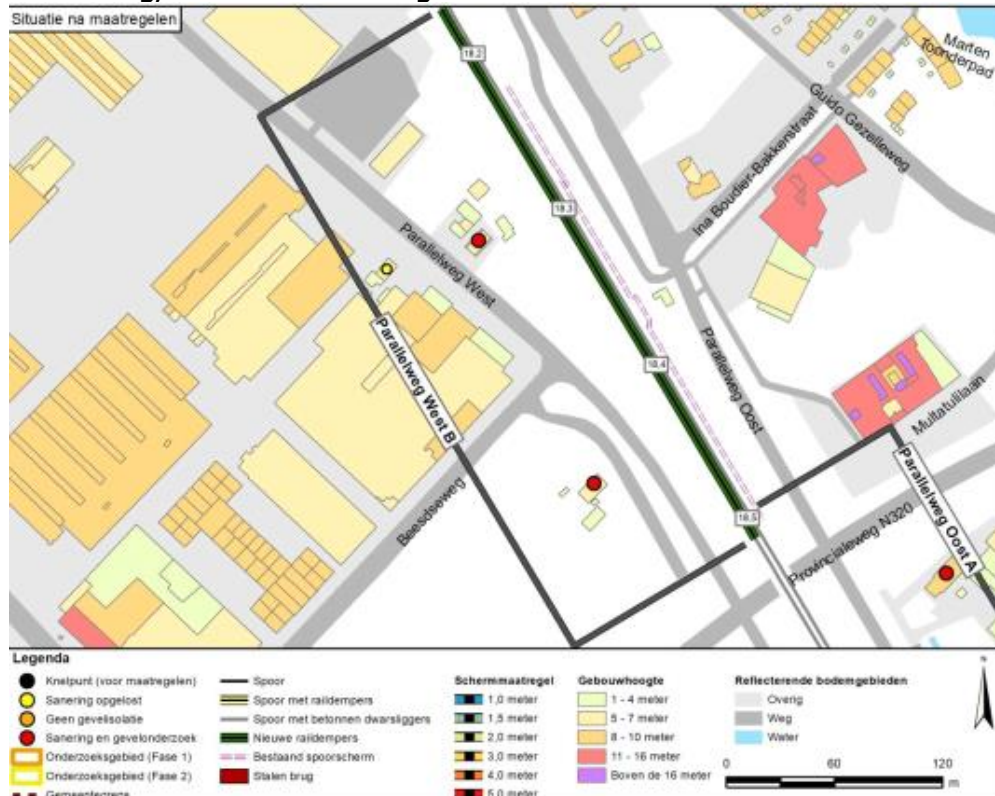 Situatie na maatregelen
18.2
Marten
Toonderpad
Guido Gezelleweg
Ina Boudier-Bakkerstraat
18.3
Parallelweg West
Parallelweg West B
18.4
Parallelweg Oost
Multatulilaan
Beesdseweg
18.5
Provincialeweg N320
Parallelweg Oost A
Legenda
Knelpunt (voor maatregelen)
Sanering opgelost
Geen gevelisolatie
Sanering en gevelonderzoek
Onderzoeksgebied (Fase 1)
Onderzoeksgebied (Fase 2)
Gemeentegrens
Spoor
Spoor met raildempers
Spoor met betonnen dwarsliggers
Nieuwe raildempers
Bestaand spoorscherm
Stalen brug
Schermmaatregel
1,0 meter
1,5 meter
2,0 meter
3,0 meter
4,0 meter
5,0 meter
Gebouwhoogte
1 - 4 meter
5 - 7 meter
8 - 10 meter
11 - 16 meter
Boven de 16 meter
Reflecterende bodemgebieden
Overig
Weg
Water
N
0 60 120
m